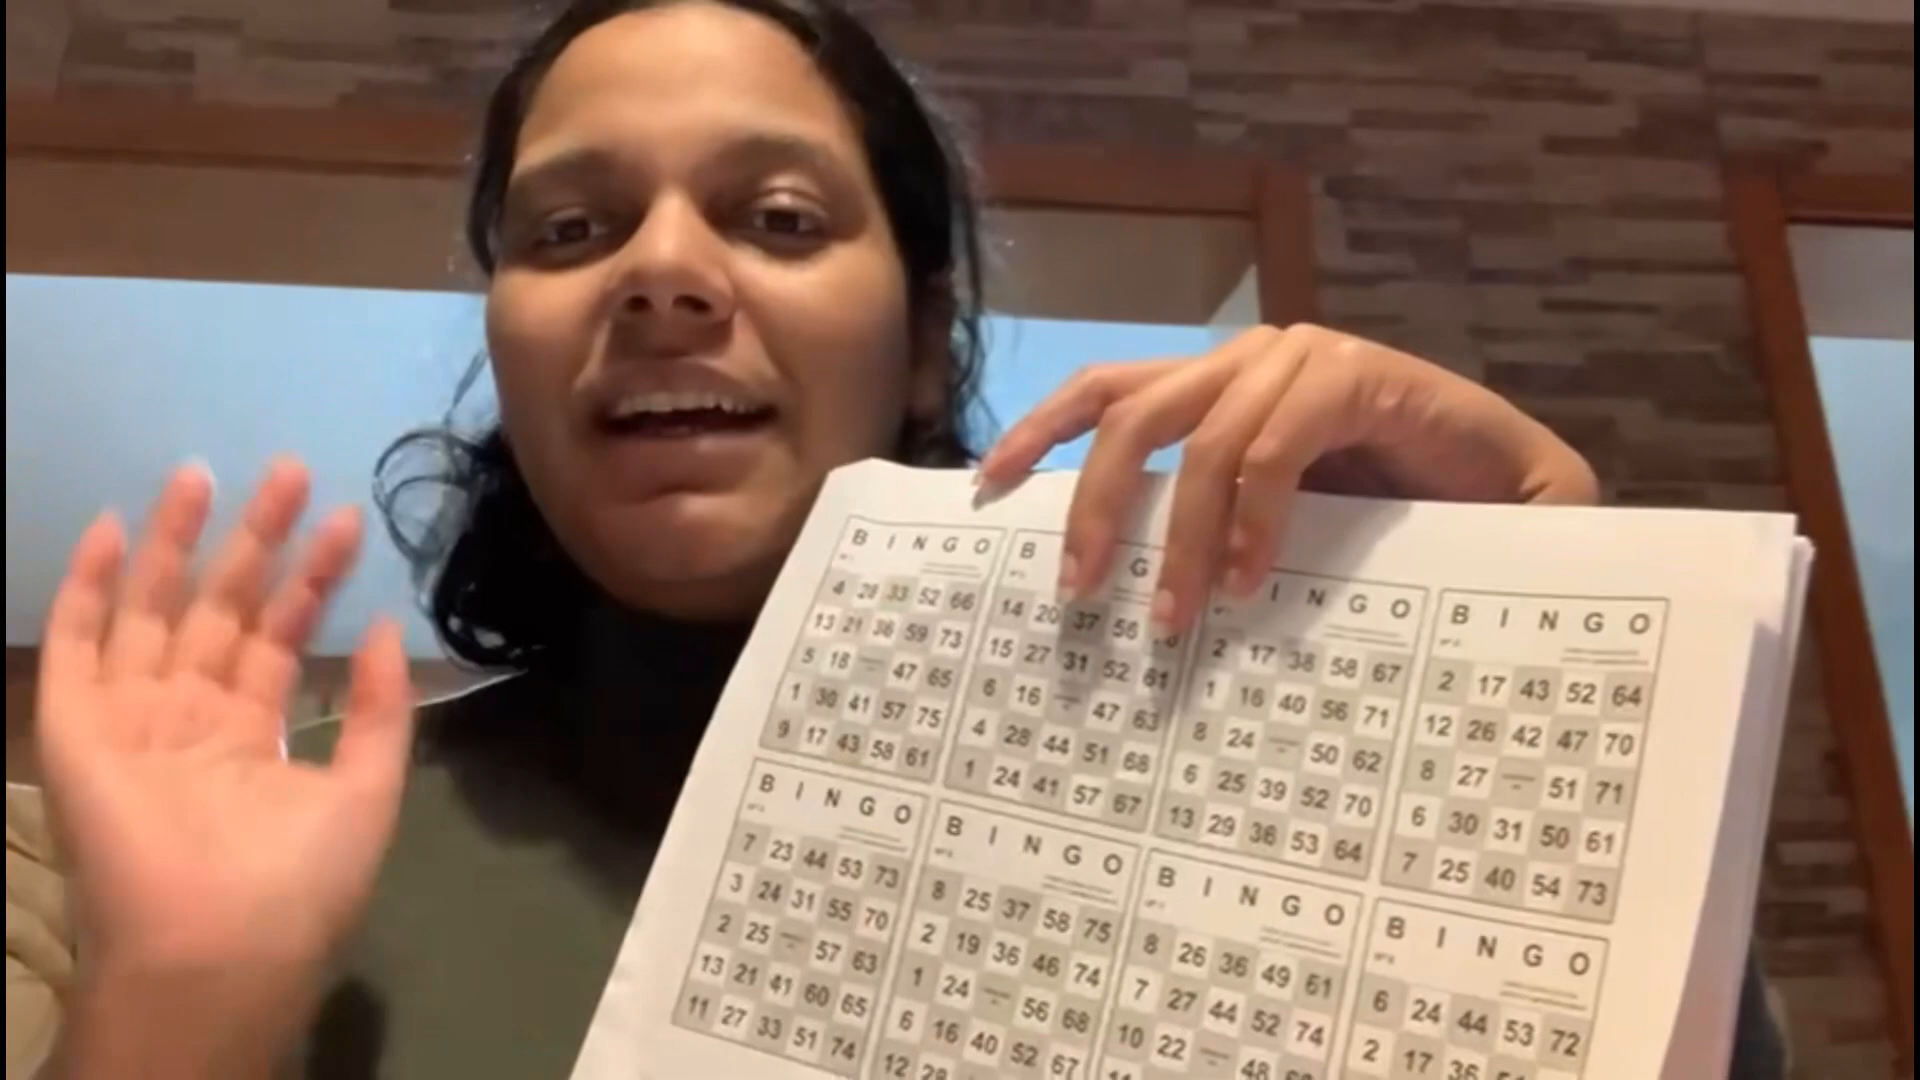 B I N G O
4 28 33 52 66
13 21 36 59 73
5 18 47 65
1 30 41 57 75
9 17 43 58 61
B G
14 20 37 56
15 27 31 52 61
6 16 47 63
4 28 44 51 68
1 24 41 57 67
I N G O
2 17 38 58 67
1 16 40 56 71
8 24 50 62
6 25 39 52 70
13 29 36 53 64
B I N G O
2 17 43 52 64
12 26 42 47 70
8 27 51 71
6 30 31 50 61
7 25 40 54 73
B I N G O
7 23 44 53 73
3 24 31 55 70
2 25 57 63
13 21 41 60 65
11 27 33 51 74
B I N G O
8 25 37 58 75
2 19 36 46 74
1 24 56 68
6 16 40 52 67
12 28
B I N G O
8 26 36 49 61
7 27 44 52 74
10 22 48
B I N G O
6 24 44 53 72
2 17 36